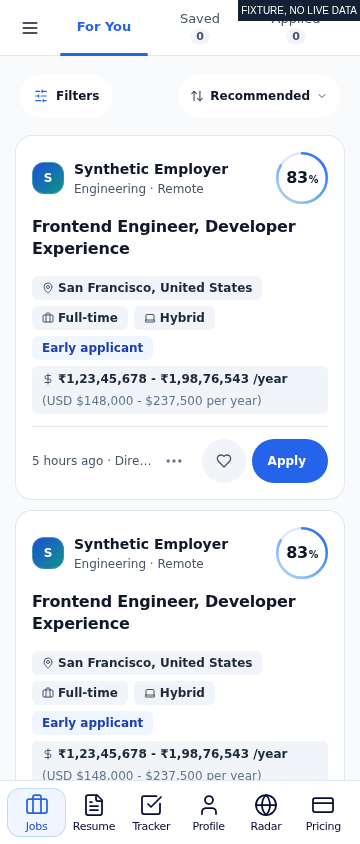 FIXTURE, NO LIVE DATA
For You
Saved
0
Applied
0
Filters
Recommended
S
Synthetic Employer
Engineering · Remote
83%
Frontend Engineer, Developer
Experience
San Francisco, United States
Full-time
Hybrid
Early applicant
$ ₹1,23,45,678 - ₹1,98,76,543 /year
(USD $148,000 - $237,500 per year)
5 hours ago · Dire...
Apply
S
Synthetic Employer
Engineering · Remote
83%
Frontend Engineer, Developer
Experience
San Francisco, United States
Full-time
Hybrid
Early applicant
$ ₹1,23,45,678 - ₹1,98,76,543 /year
(USD $148,000 - $237,500 per year)
Jobs
Resume
Tracker
Profile
Radar
Pricing